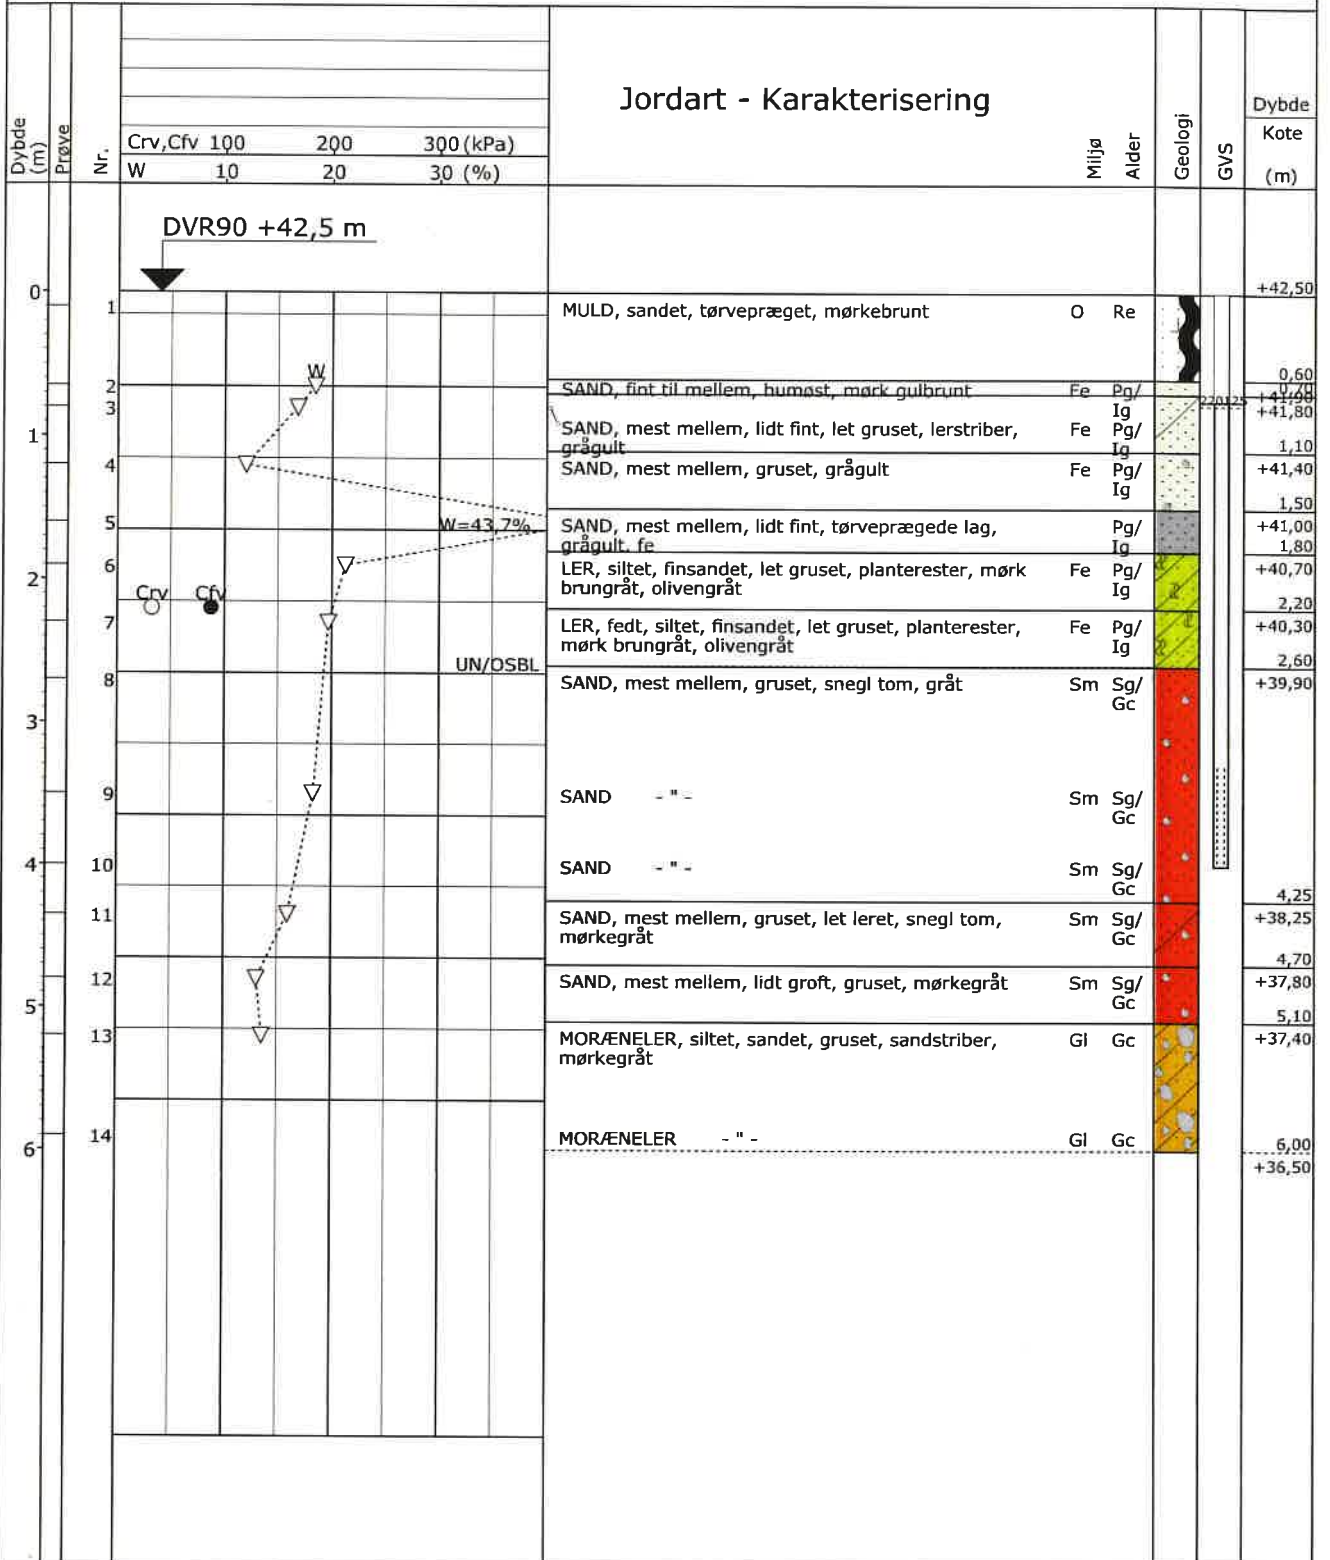 Jordart - Karakterisering
Dybde (m)
Prøve
Nr.
Crv,Cfv 100 200 300 (kPa)
W 10 20 30 (%)
Miljø
Alder
Geologi
GVS
Dybde
Kote
(m)
DVR90 +42,5 m
0
+42,50
1 MULD, sandet, tørvepræget, mørkebrunt O Re
W
0,60
2 SAND, fint til mellem, humøst, mørk gulbrunt Fe Pg/
Ig
0,70
+41,90
220125
3
+41,80
1
SAND, mest mellem, lidt fint, let gruset, lerstriber, Fe Pg/
grågult Ig
1,10
4 SAND, mest mellem, gruset, grågult Fe Pg/
Ig
+41,40
1,50
5 W=43,7% SAND, mest mellem, lidt fint, tørveprægede lag, Pg/
grågult, fe Ig
+41,00
1,80
6 LER, siltet, finsandet, let gruset, planterester, mørk Fe Pg/
brungråt, olivengråt Ig
+40,70
2
Crv Cfv
2,20
7 LER, fedt, siltet, finsandet, let gruset, planterester, Fe Pg/
mørk brungråt, olivengråt Ig
+40,30
UN/OSBL
2,60
8 SAND, mest mellem, gruset, snegl tom, gråt Sm Sg/
Gc
+39,90
3
9 SAND - " - Sm Sg/
Gc
4
10 SAND - " - Sm Sg/
Gc
4,25
11 SAND, mest mellem, gruset, let leret, snegl tom, Sm Sg/
mørkegråt Gc
+38,25
4,70
12 SAND, mest mellem, lidt groft, gruset, mørkegråt Sm Sg/
Gc
+37,80
5
5,10
13 MORÆNELER, siltet, sandet, gruset, sandstriber, Gl Gc
mørkegråt
+37,40
14 MORÆNELER - " - Gl Gc
6
6,00
+36,50